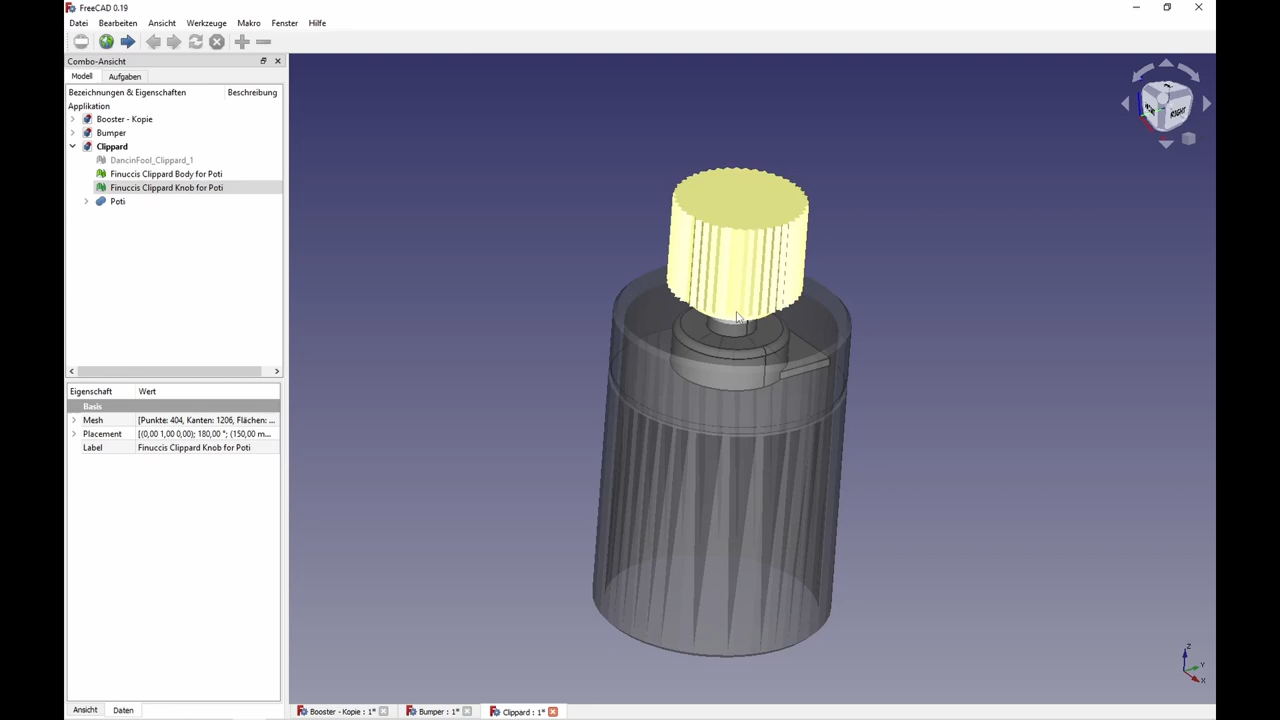 FreeCAD 0.19
Datei Bearbeiten Ansicht Werkzeuge Makro Fenster Hilfe
Combo-Ansicht
Modell Aufgaben
Bezeichnungen & Eigenschaften Beschreibung
Applikation
Booster - Kopie
Bumper
Clippard
DancinFool_Clippard_1
Finuccis Clippard Body for Poti
Finuccis Clippard Knob for Poti
Poti
Eigenschaft Wert
Basis
Mesh [Punkte: 404, Kanten: 1206, Flächen: ...
Placement [(0,00 1,00 0,00); 180,00 °; (150,00 m...
Label Finuccis Clippard Knob for Poti
Ansicht Daten
Booster - Kopie : 1* Bumper : 1* Clippard : 1*
RIGHT
Z
Y
X